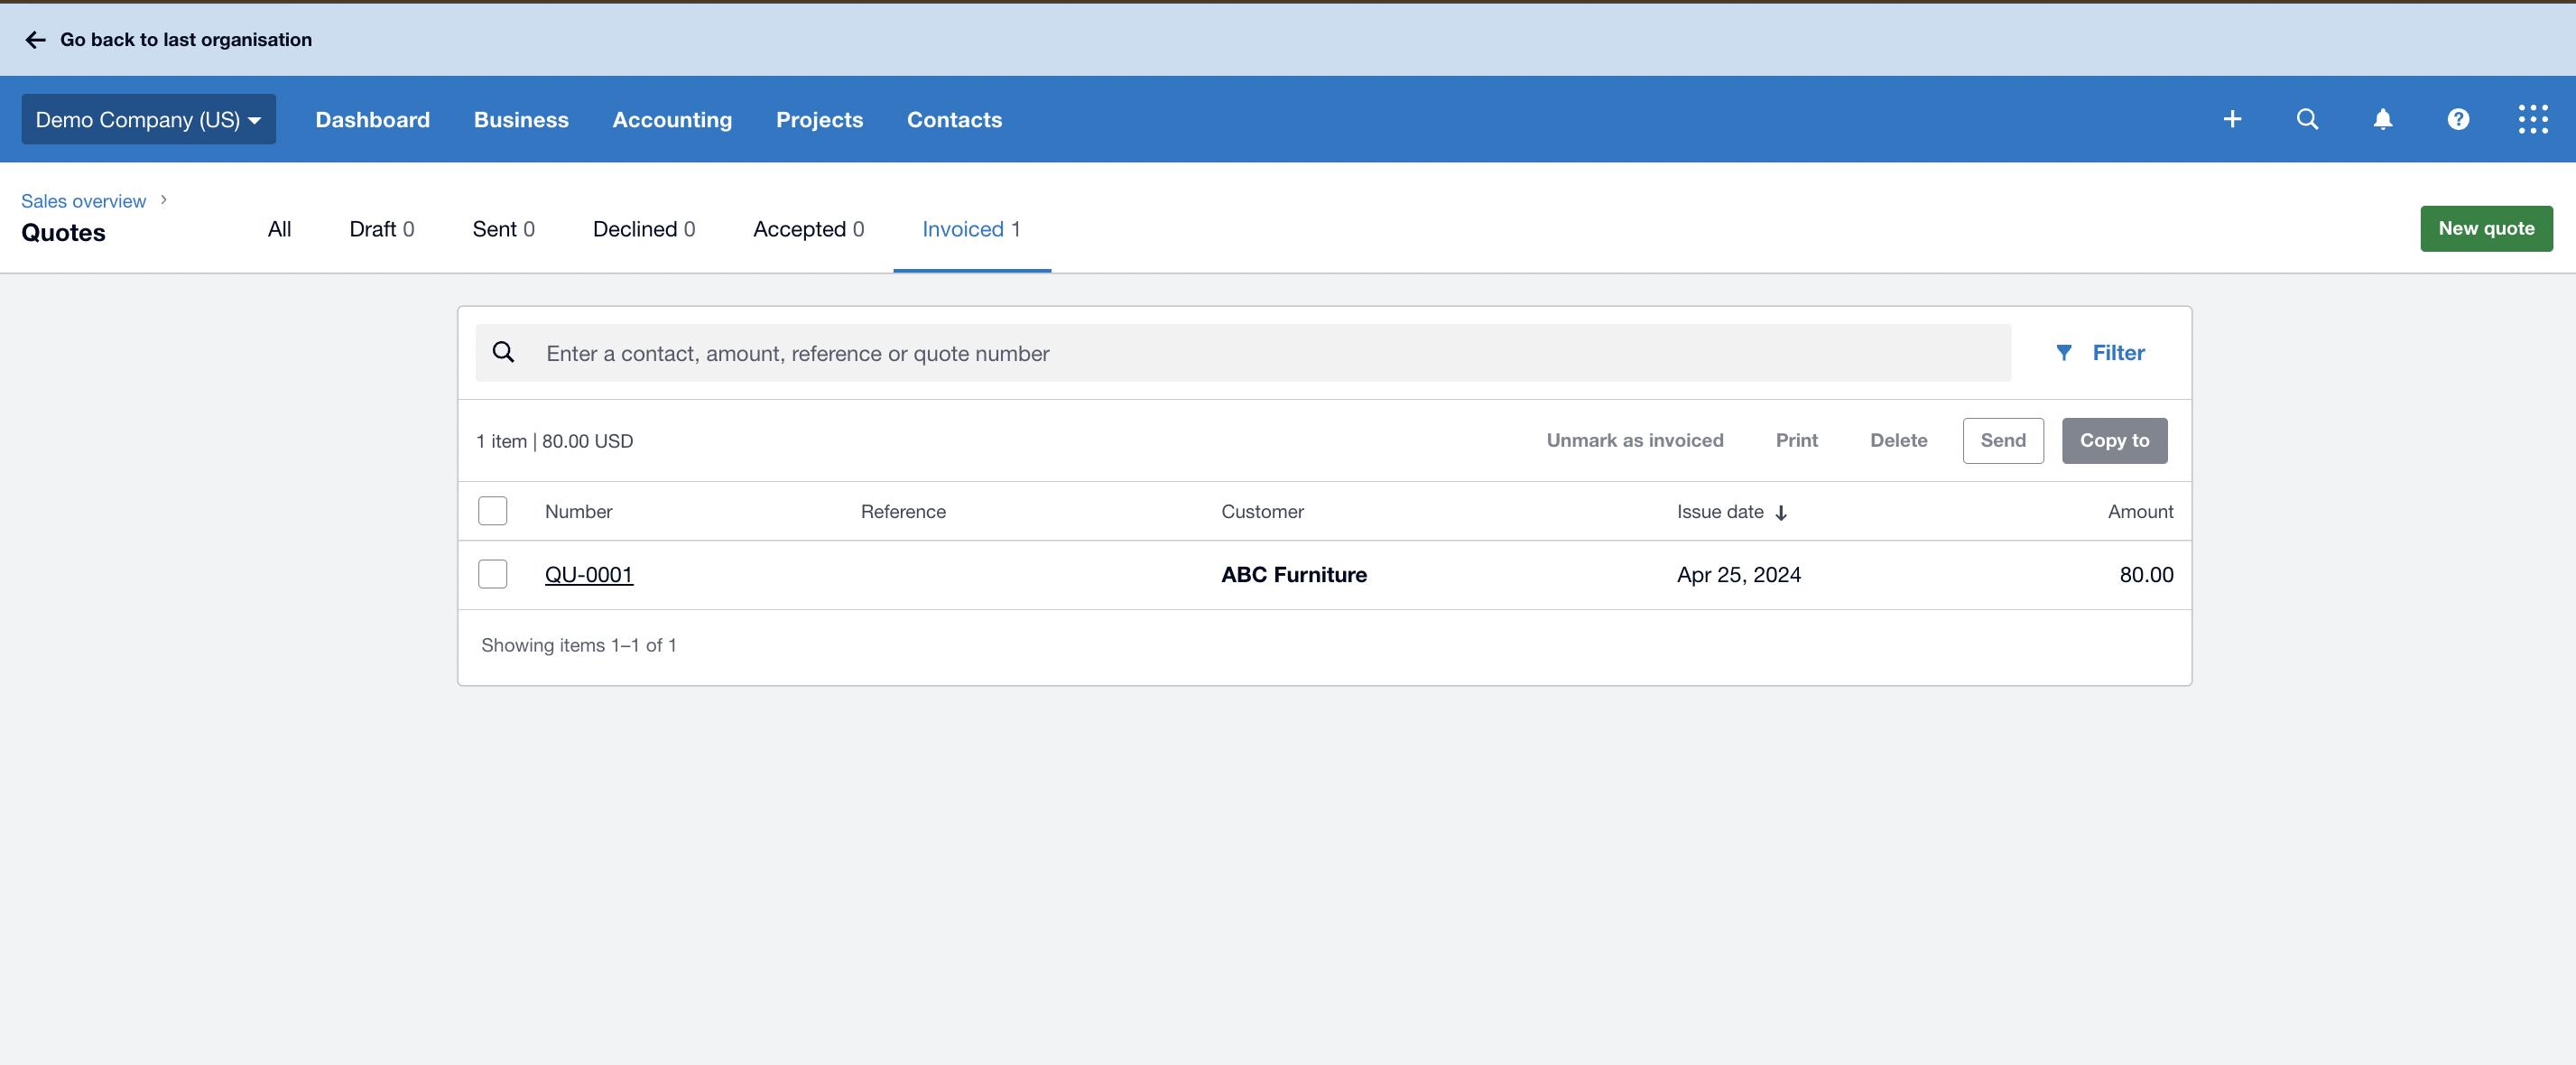 Go back to last organisation
Demo Company (US) Dashboard Business Accounting Projects Contacts
Sales overview
Quotes
All Draft 0 Sent 0 Declined 0 Accepted 0 Invoiced 1
New quote
Enter a contact, amount, reference or quote number
Filter
1 item | 80.00 USD
Unmark as invoiced Print Delete Send Copy to
Number Reference Customer Issue date Amount
QU-0001 ABC Furniture Apr 25, 2024 80.00
Showing items 1–1 of 1